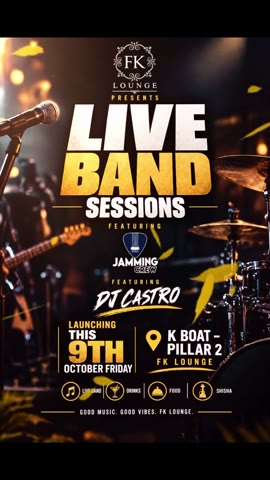 FK
LOUNGE
PRESENTS
LIVE
BAND
SESSIONS
FEATURING
JAMMING
CREW
FEATURING
DJ CASTRO
LAUNCHING
THIS
9TH
OCTOBER FRIDAY
K BOAT -
PILLAR 2
FK LOUNGE
LIVE BAND
DRINKS
FOOD
SHISHA
GOOD MUSIC. GOOD VIBES. FK LOUNGE.